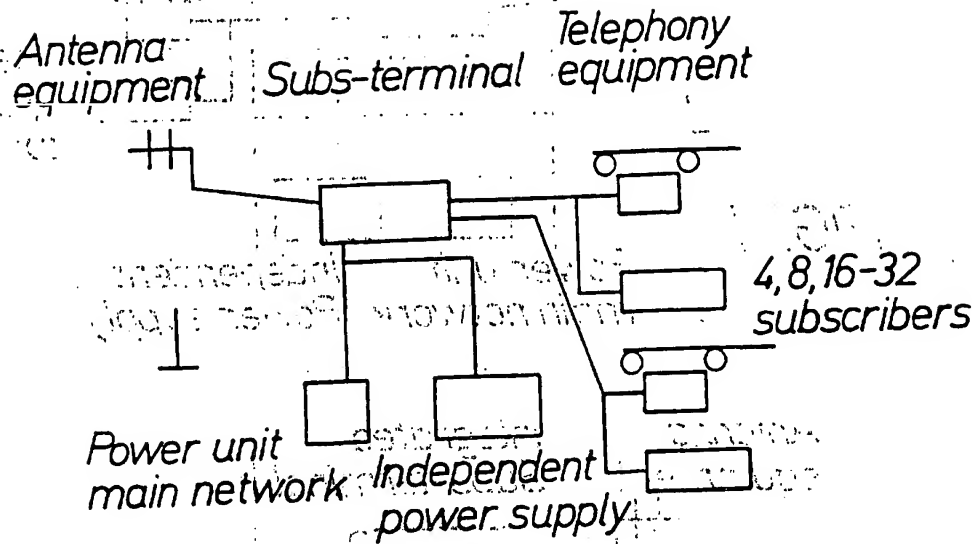 Antenna
equipment
Subs-terminal
Telephony
equipment
4,8,16-32
subscribers
Power unit
main network
Independent
power supply